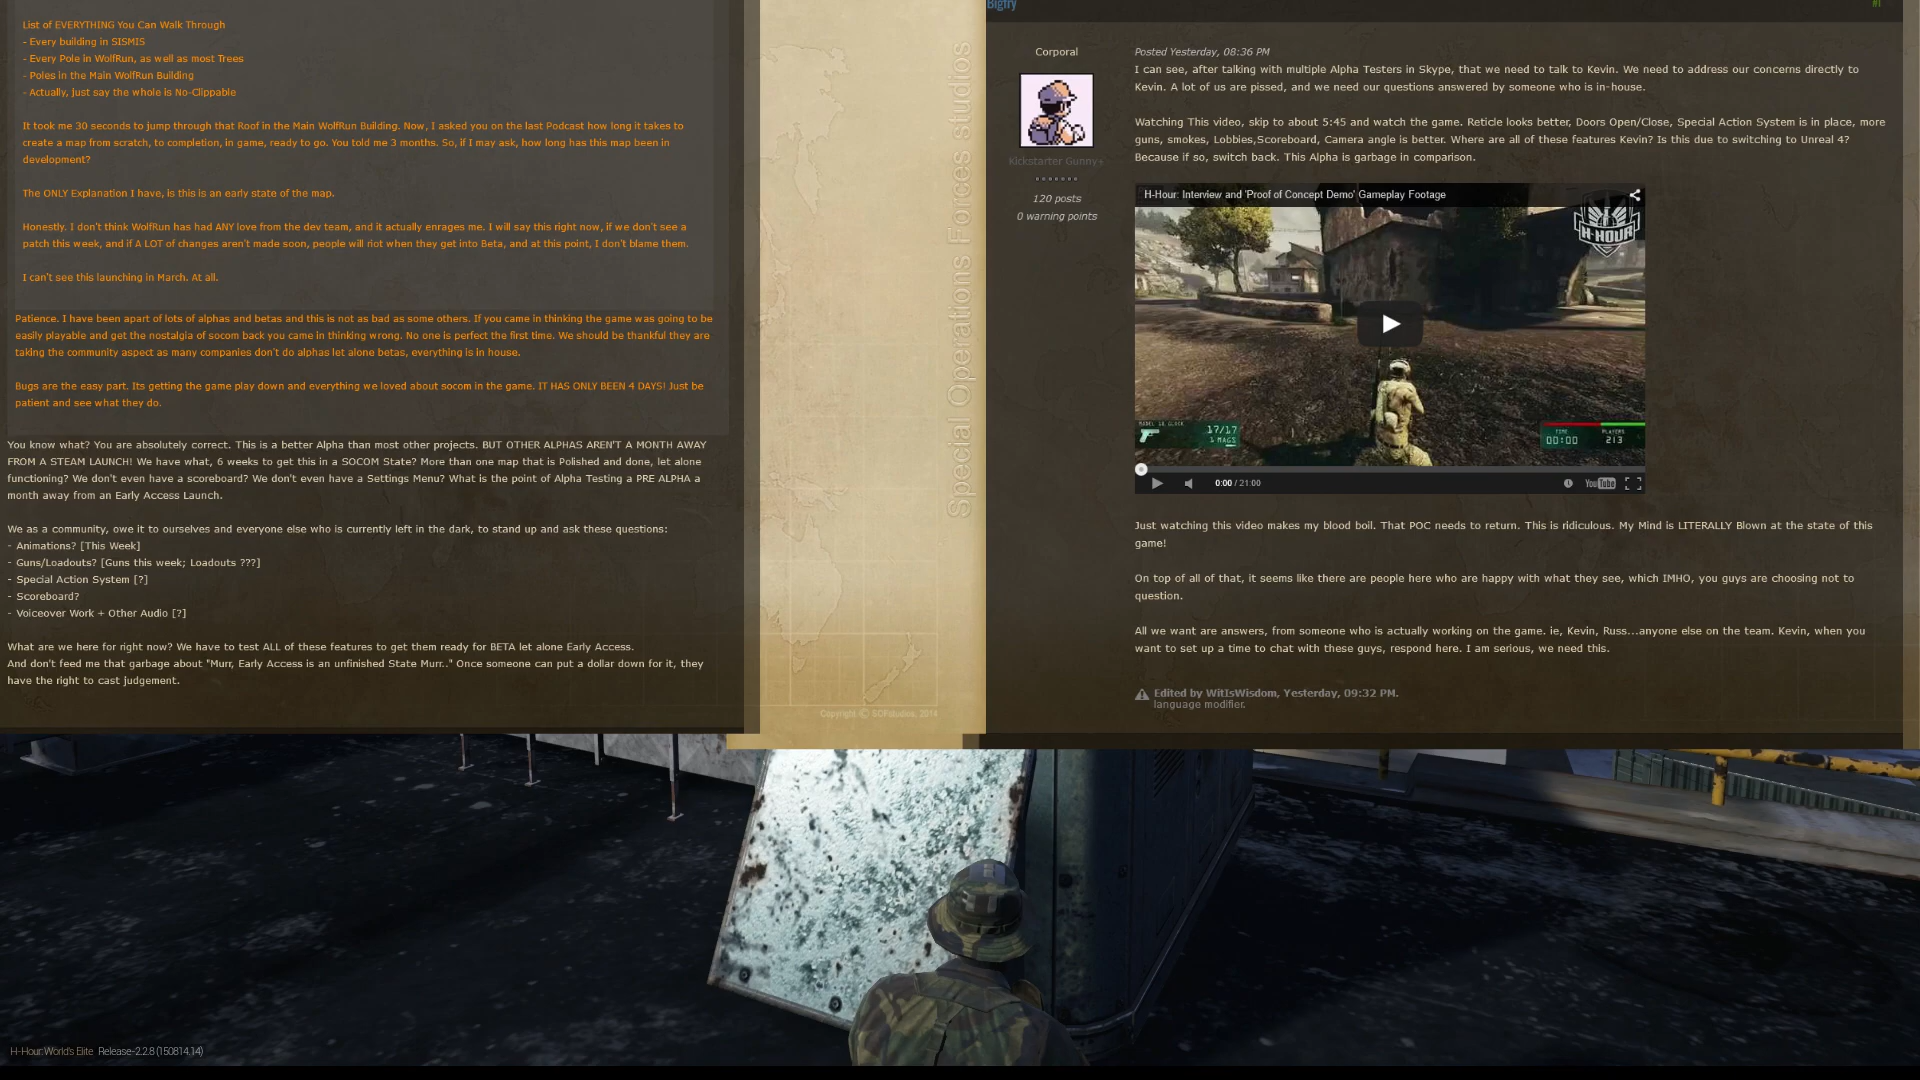 List of EVERYTHING You Can Walk Through
- Every building in SISMIS
- Every Pole in WolfRun, as well as most Trees
- Poles in the Main WolfRun Building
- Actually, just say the whole is No-Clippable
It took me 30 seconds to jump through that Roof in the Main WolfRun Building. Now, I asked you on the last Podcast how long it takes to
create a map from scratch, to completion, in game, ready to go. You told me 3 months. So, if I may ask, how long has this map been in
development?
The ONLY Explanation I have, is this is an early state of the map.
Honestly. I don't think WolfRun has had ANY love from the dev team, and it actually enrages me. I will say this right now, if we don't see a
patch this week, and if A LOT of changes aren't made soon, people will riot when they get into Beta, and at this point, I don't blame them.
I can't see this launching in March. At all.
Patience. I have been apart of lots of alphas and betas and this is not as bad as some others. If you came in thinking the game was going to be
easily playable and get the nostalgia of socom back you came in thinking wrong. No one is perfect the first time. We should be thankful they are
taking the community aspect as many companies don't do alphas let alone betas, everything is in house.
Bugs are the easy part. Its getting the game play down and everything we loved about socom in the game. IT HAS ONLY BEEN 4 DAYS! Just be
patient and see what they do.
You know what? You are absolutely correct. This is a better Alpha than most other projects. BUT OTHER ALPHAS AREN'T A MONTH AWAY
FROM A STEAM LAUNCH! We have what, 6 weeks to get this in a SOCOM State? More than one map that is Polished and done, let alone
functioning? We don't even have a scoreboard? We don't even have a Settings Menu? What is the point of Alpha Testing a PRE ALPHA a
month away from an Early Access Launch.
We as a community, owe it to ourselves and everyone else who is currently left in the dark, to stand up and ask these questions:
- Animations? [This Week]
- Guns/Loadouts? [Guns this week; Loadouts ???]
- Special Action System [?]
- Scoreboard?
- Voiceover Work + Other Audio [?]
What are we here for right now? We have to test ALL of these features to get them ready for BETA let alone Early Access.
And don't feed me that garbage about "Murr, Early Access is an unfinished State Murr.." Once someone can put a dollar down for it, they
have the right to cast judgement.
Special Operations Forces studios
Copyright © SOFstudios, 2014
Bigfry
#1
Corporal
Kickstarter Gunny+
120 posts
0 warning points
Posted Yesterday, 08:36 PM
I can see, after talking with multiple Alpha Testers in Skype, that we need to talk to Kevin. We need to address our concerns directly to
Kevin. A lot of us are pissed, and we need our questions answered by someone who is in-house.
Watching This video, skip to about 5:45 and watch the game. Reticle looks better, Doors Open/Close, Special Action System is in place, more
guns, smokes, Lobbies,Scoreboard, Camera angle is better. Where are all of these features Kevin? Is this due to switching to Unreal 4?
Because if so, switch back. This Alpha is garbage in comparison.
H-Hour: Interview and 'Proof of Concept Demo' Gameplay Footage
H-HOUR
MODEL 18 GLOCK
17/17
1 MAGS
TIME
00:00
PLAYERS
2|3
0:00 / 21:00
YouTube
Just watching this video makes my blood boil. That POC needs to return. This is ridiculous. My Mind is LITERALLY Blown at the state of this
game!
On top of all of that, it seems like there are people here who are happy with what they see, which IMHO, you guys are choosing not to
question.
All we want are answers, from someone who is actually working on the game. ie, Kevin, Russ...anyone else on the team. Kevin, when you
want to set up a time to chat with these guys, respond here. I am serious, we need this.
Edited by WitIsWisdom, Yesterday, 09:32 PM.
language modifier.
H-Hour:World's Elite Release-2.2.8 (150814.14)